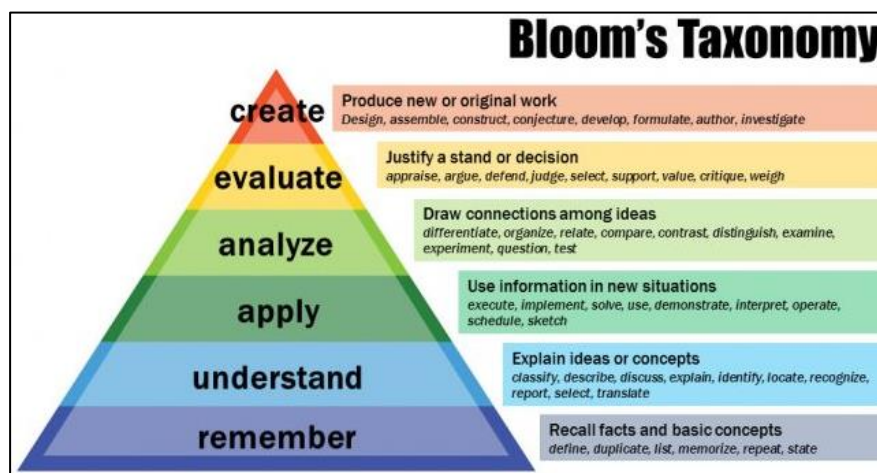 Bloom's Taxonomy
create
Produce new or original work
Design, assemble, construct, conjecture, develop, formulate, author, investigate
evaluate
Justify a stand or decision
appraise, argue, defend, judge, select, support, value, critique, weigh
analyze
Draw connections among ideas
differentiate, organize, relate, compare, contrast, distinguish, examine,
experiment, question, test
apply
Use information in new situations
execute, implement, solve, use, demonstrate, interpret, operate,
schedule, sketch
understand
Explain ideas or concepts
classify, describe, discuss, explain, identify, locate, recognize,
report, select, translate
remember
Recall facts and basic concepts
define, duplicate, list, memorize, repeat, state